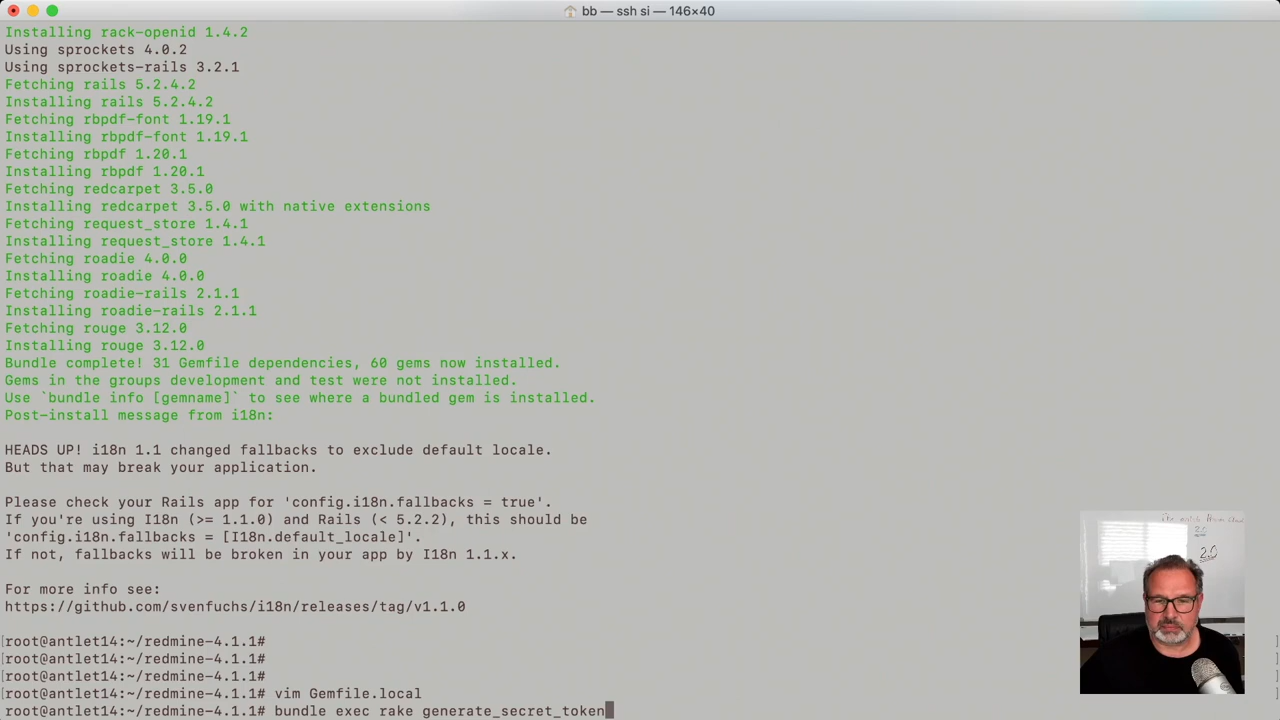 bb — ssh si — 146×40
Installing rack-openid 1.4.2
Using sprockets 4.0.2
Using sprockets-rails 3.2.1
Fetching rails 5.2.4.2
Installing rails 5.2.4.2
Fetching rbpdf-font 1.19.1
Installing rbpdf-font 1.19.1
Fetching rbpdf 1.20.1
Installing rbpdf 1.20.1
Fetching redcarpet 3.5.0
Installing redcarpet 3.5.0 with native extensions
Fetching request_store 1.4.1
Installing request_store 1.4.1
Fetching roadie 4.0.0
Installing roadie 4.0.0
Fetching roadie-rails 2.1.1
Installing roadie-rails 2.1.1
Fetching rouge 3.12.0
Installing rouge 3.12.0
Bundle complete! 31 Gemfile dependencies, 60 gems now installed.
Gems in the groups development and test were not installed.
Use `bundle info [gemname]` to see where a bundled gem is installed.
Post-install message from i18n:
HEADS UP! i18n 1.1 changed fallbacks to exclude default locale.
But that may break your application.
Please check your Rails app for 'config.i18n.fallbacks = true'.
If you're using I18n (>= 1.1.0) and Rails (< 5.2.2), this should be
'config.i18n.fallbacks = [I18n.default_locale]'.
If not, fallbacks will be broken in your app by I18n 1.1.x.
For more info see:
https://github.com/svenfuchs/i18n/releases/tag/v1.1.0
[root@antlet14:~/redmine-4.1.1#
[root@antlet14:~/redmine-4.1.1#
[root@antlet14:~/redmine-4.1.1#
[root@antlet14:~/redmine-4.1.1# vim Gemfile.local
root@antlet14:~/redmine-4.1.1# bundle exec rake generate_secret_token
2.0